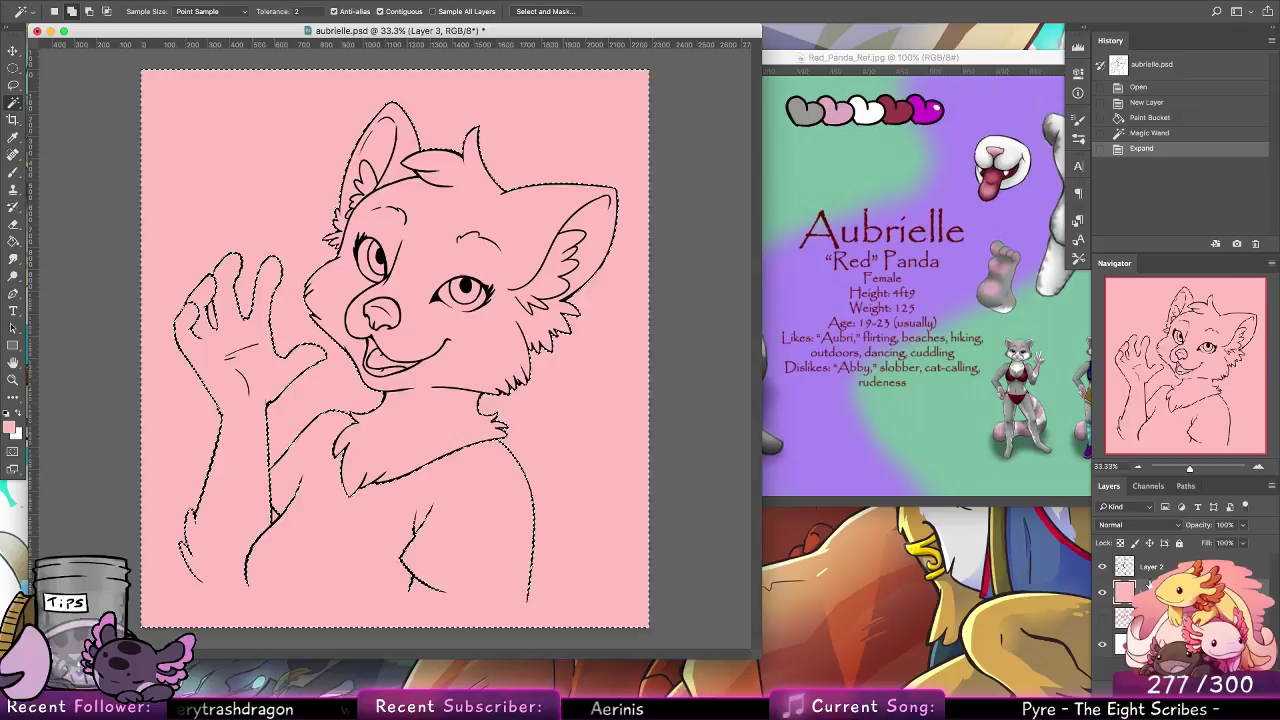 Sample Size: Point Sample Tolerance: 2 Anti-alias Contiguous Sample All Layers Select and Mask...
aubrielle.psd @ 33.3% (Layer 3, RGB/8*) *
Red_Panda_Ref.jpg @ 100% (RGB/8#)
Aubrielle
"Red" Panda
Female
Height: 4ft9
Weight: 125
Age: 19-23 (usually)
Likes: "Aubri," flirting, beaches, hiking,
outdoors, dancing, cuddling
Dislikes: "Abby," slobber, cat-calling,
rudeness
History
aubrielle.psd
Open
New Layer
Paint Bucket
Magic Wand
Expand
Navigator
33.33%
Layers Channels Paths
Kind
Normal Opacity: 100%
Lock: Fill: 100%
Layer 2
TiPs
277 /300
Recent Follower: erytrashdragon
Recent Subscriber: Aerinis
Current Song: Pyre - The Eight Scribes -